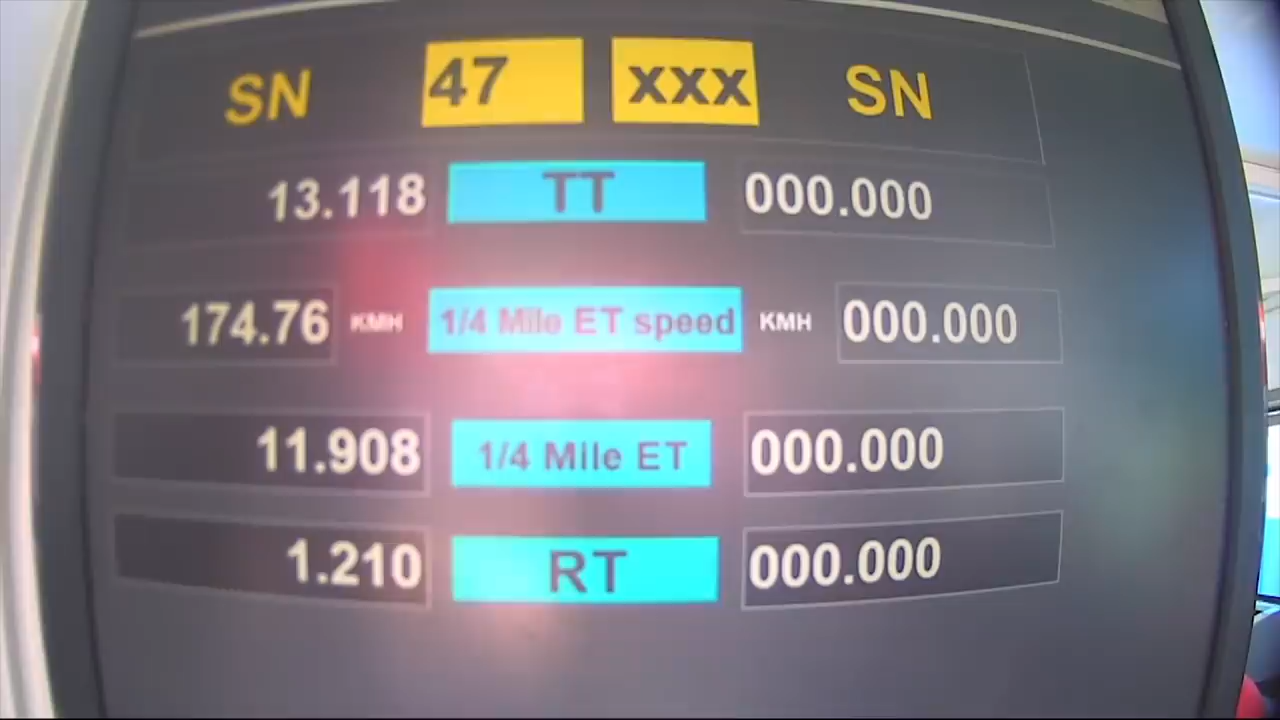 SN 47 XXX SN
13.118 TT 000.000
174.76 KMH 1/4 Mile ET speed KMH 000.000
11.908 1/4 Mile ET 000.000
1.210 RT 000.000